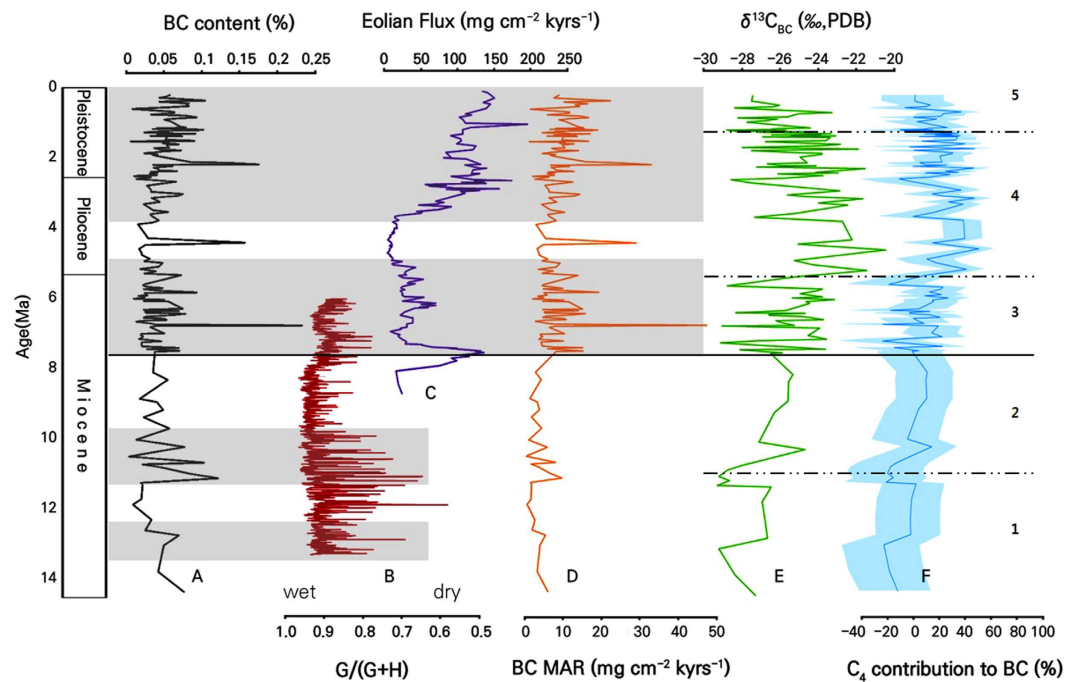 BC content (%)
Eolian Flux (mg cm⁻² kyrs⁻¹)
δ¹³C_BC (‰,PDB)
0 0.05 0.1 0.15 0.2 0.25
0 50 100 150 200 250
−30 −28 −26 −24 −22 −20
0
2
4
6
8
10
12
14
Age(Ma)
Pleistocene
Pliocene
Miocene
5
4
3
2
1
A
B
C
D
E
F
wet
dry
1.0 0.9 0.8 0.7 0.6 0.5
0 10 20 30 40 50
−40 −20 0 20 40 60 80 100
G/(G+H)
BC MAR (mg cm⁻² kyrs⁻¹)
C₄ contribution to BC (%)